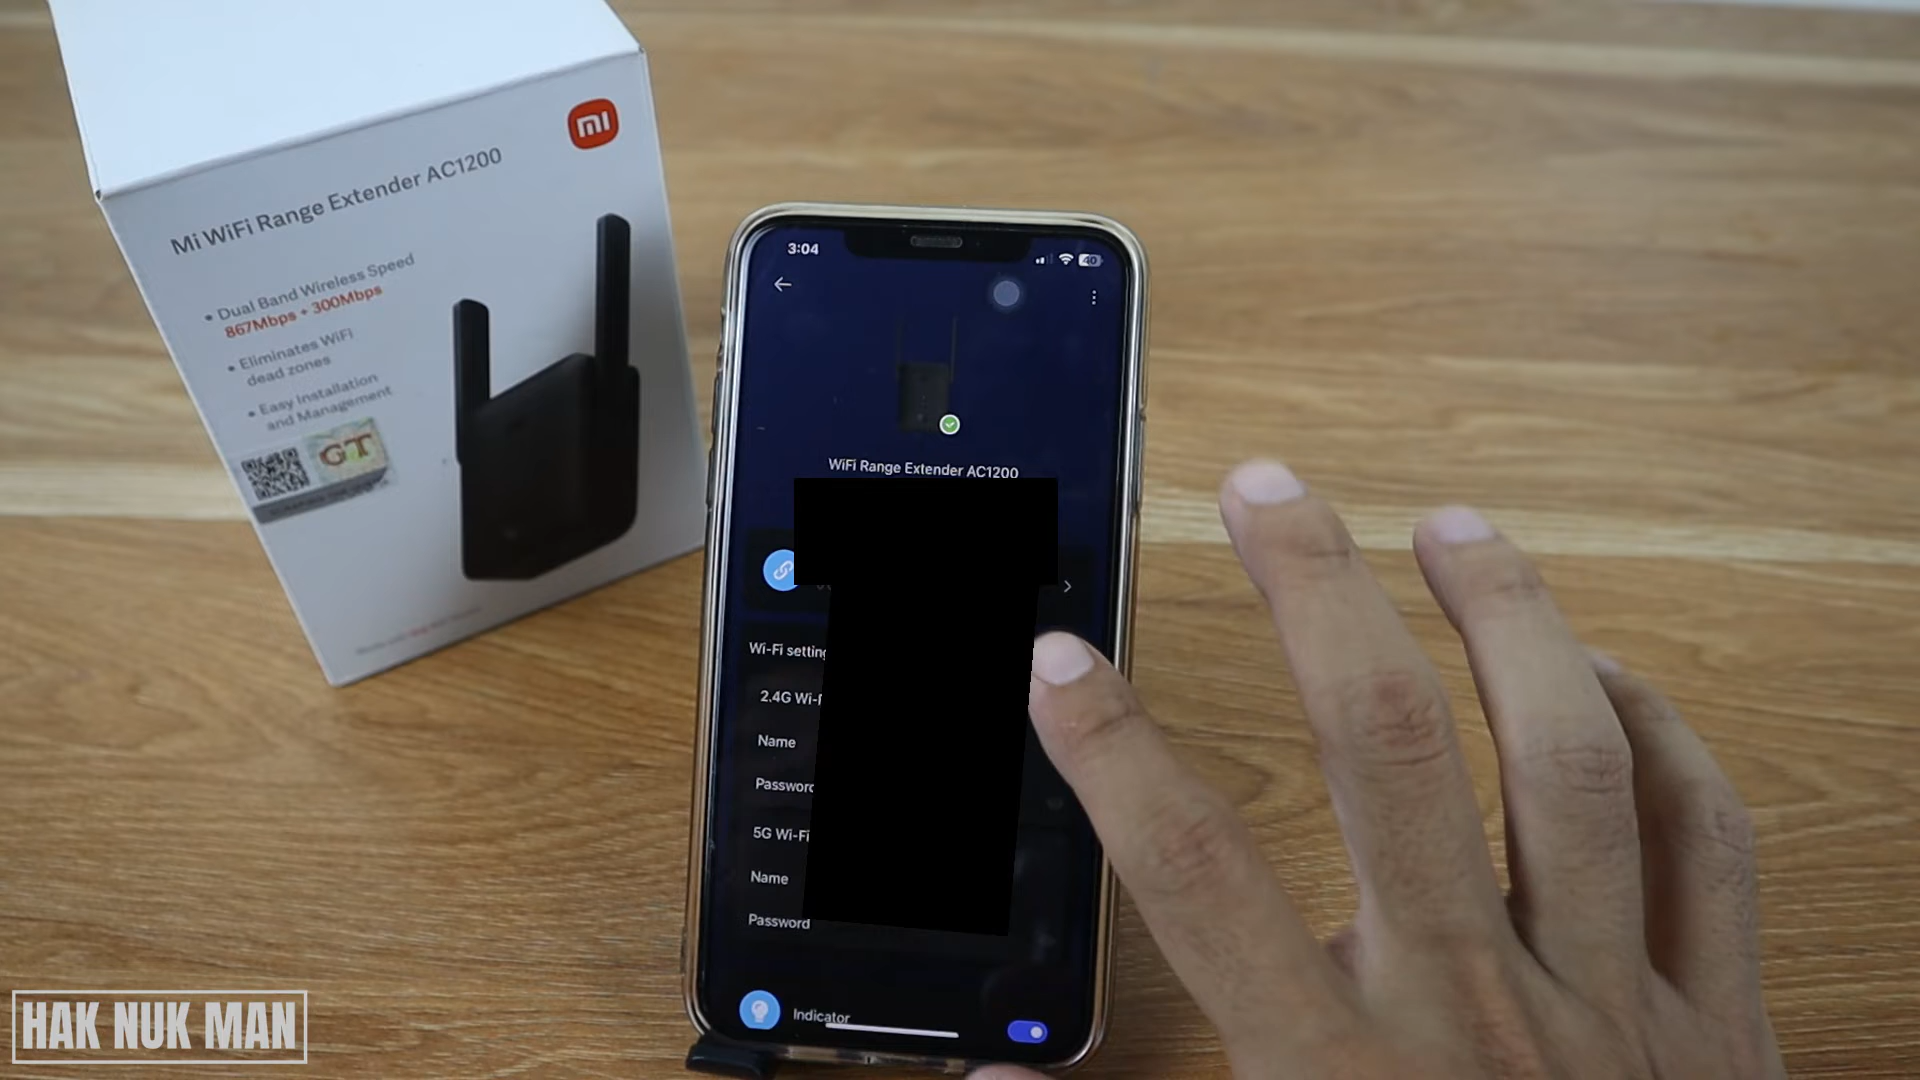 mi
Mi WiFi Range Extender AC1200
• Dual Band Wireless Speed
867Mbps + 300Mbps
• Eliminates WiFi
dead zones
• Easy Installation
and Management
GT
3:04
40
WiFi Range Extender AC1200
Wi-Fi setting
2.4G Wi-F
Name
Password
5G Wi-Fi
Name
Password
Indicator
HAK NUK MAN